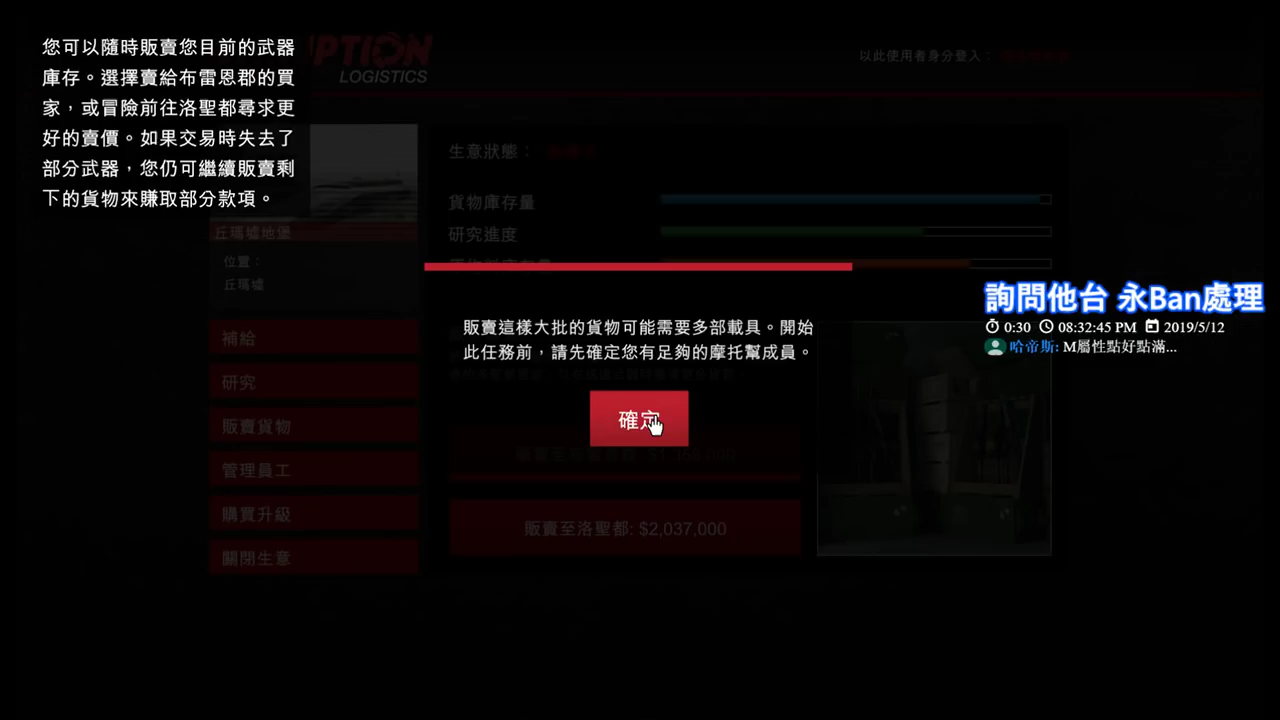 您可以隨時販賣您目前的武器
庫存。選擇賣給布雷恩郡的買
家，或冒險前往洛聖都尋求更
好的賣價。如果交易時失去了
部分武器，您仍可繼續販賣剩
下的貨物來賺取部分款項。
PTION
LOGISTICS
以此使用者身分登入：
生意狀態：
貨物庫存量
研究進度
丘瑪墟地堡
位置：
丘瑪墟
販賣這樣大批的貨物可能需要多部載具。開始
此任務前，請先確定您有足夠的摩托幫成員。
確定
詢問他台 永Ban處理
0:30 08:32:45 PM 2019/5/12
哈帝斯: M屬性點好點滿...
補給
研究
販賣貨物
管理員工
購買升級
關閉生意
販賣至洛聖都: $2,037,000